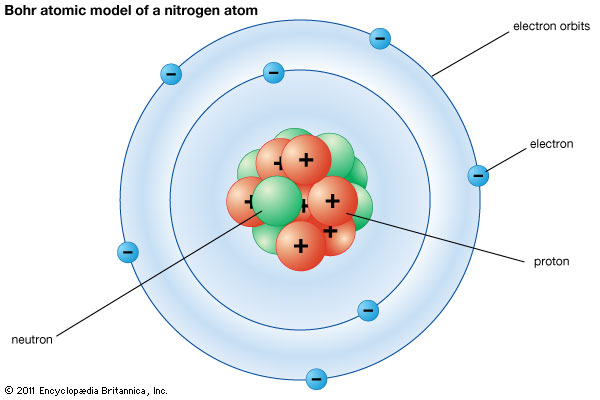 Bohr atomic model of a nitrogen atom
electron orbits
electron
proton
neutron
© 2011 Encyclopædia Britannica, Inc.